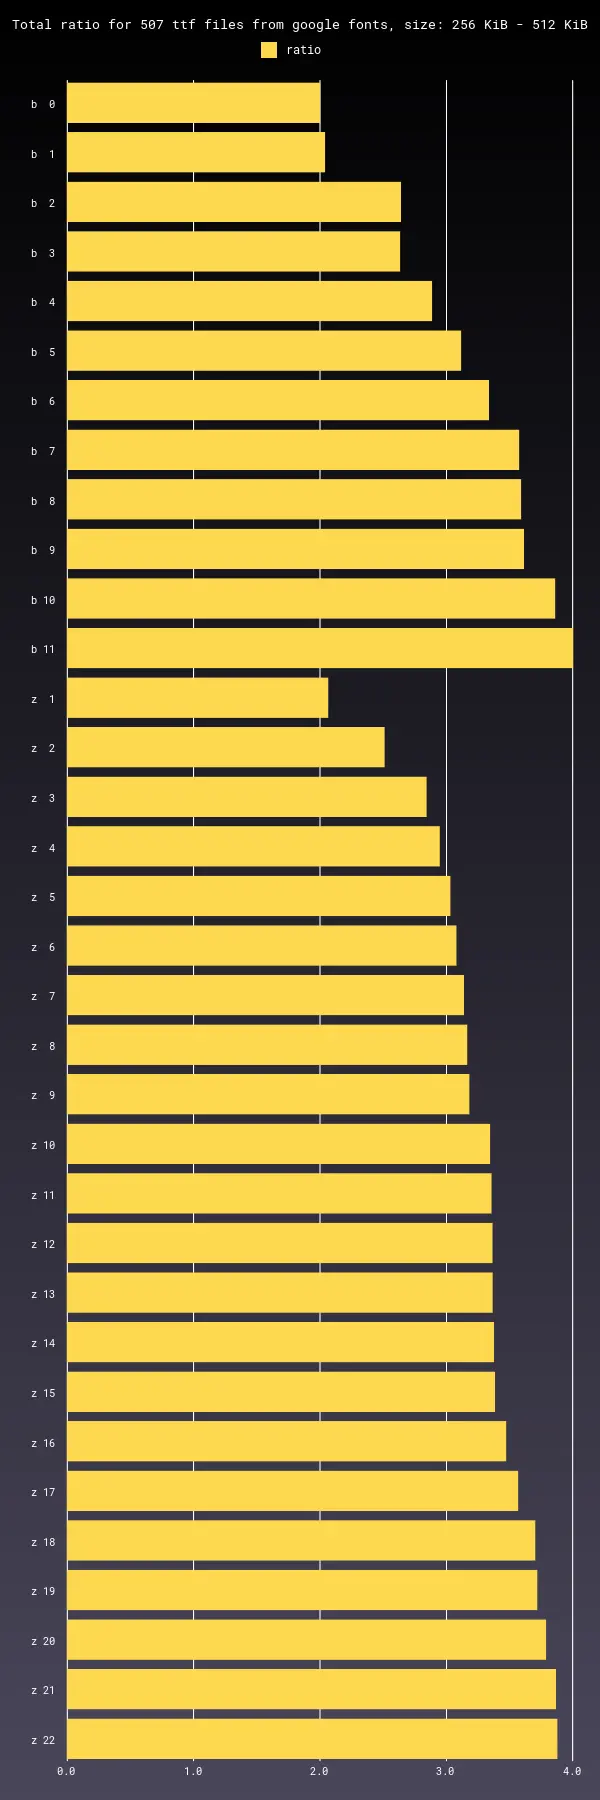 Total ratio for 507 ttf files from google fonts, size: 256 KiB - 512 KiB
ratio
b 0
b 1
b 2
b 3
b 4
b 5
b 6
b 7
b 8
b 9
b 10
b 11
z 1
z 2
z 3
z 4
z 5
z 6
z 7
z 8
z 9
z 10
z 11
z 12
z 13
z 14
z 15
z 16
z 17
z 18
z 19
z 20
z 21
z 22
0.0 1.0 2.0 3.0 4.0